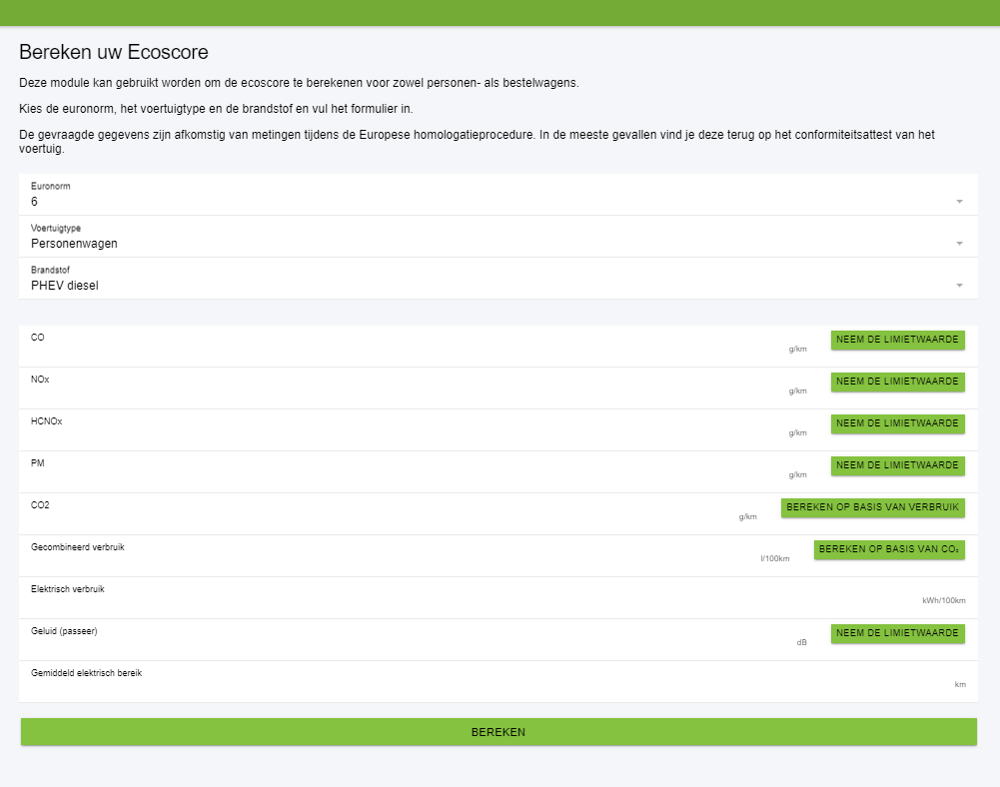 Bereken uw Ecoscore
Deze module kan gebruikt worden om de ecoscore te berekenen voor zowel personen- als bestelwagens.
Kies de euronorm, het voertuigtype en de brandstof en vul het formulier in.
De gevraagde gegevens zijn afkomstig van metingen tijdens de Europese homologatieprocedure. In de meeste gevallen vind je deze terug op het conformiteitsattest van het
voertuig.
Euronorm
6
Voertuigtype
Personenwagen
Brandstof
PHEV diesel
CO
g/km
NEEM DE LIMIETWAARDE
NOx
g/km
NEEM DE LIMIETWAARDE
HCNOx
g/km
NEEM DE LIMIETWAARDE
PM
g/km
NEEM DE LIMIETWAARDE
CO2
g/km
BEREKEN OP BASIS VAN VERBRUIK
Gecombineerd verbruik
l/100km
BEREKEN OP BASIS VAN CO₂
Elektrisch verbruik
kWh/100km
Geluid (passeer)
dB
NEEM DE LIMIETWAARDE
Gemiddeld elektrisch bereik
km
BEREKEN